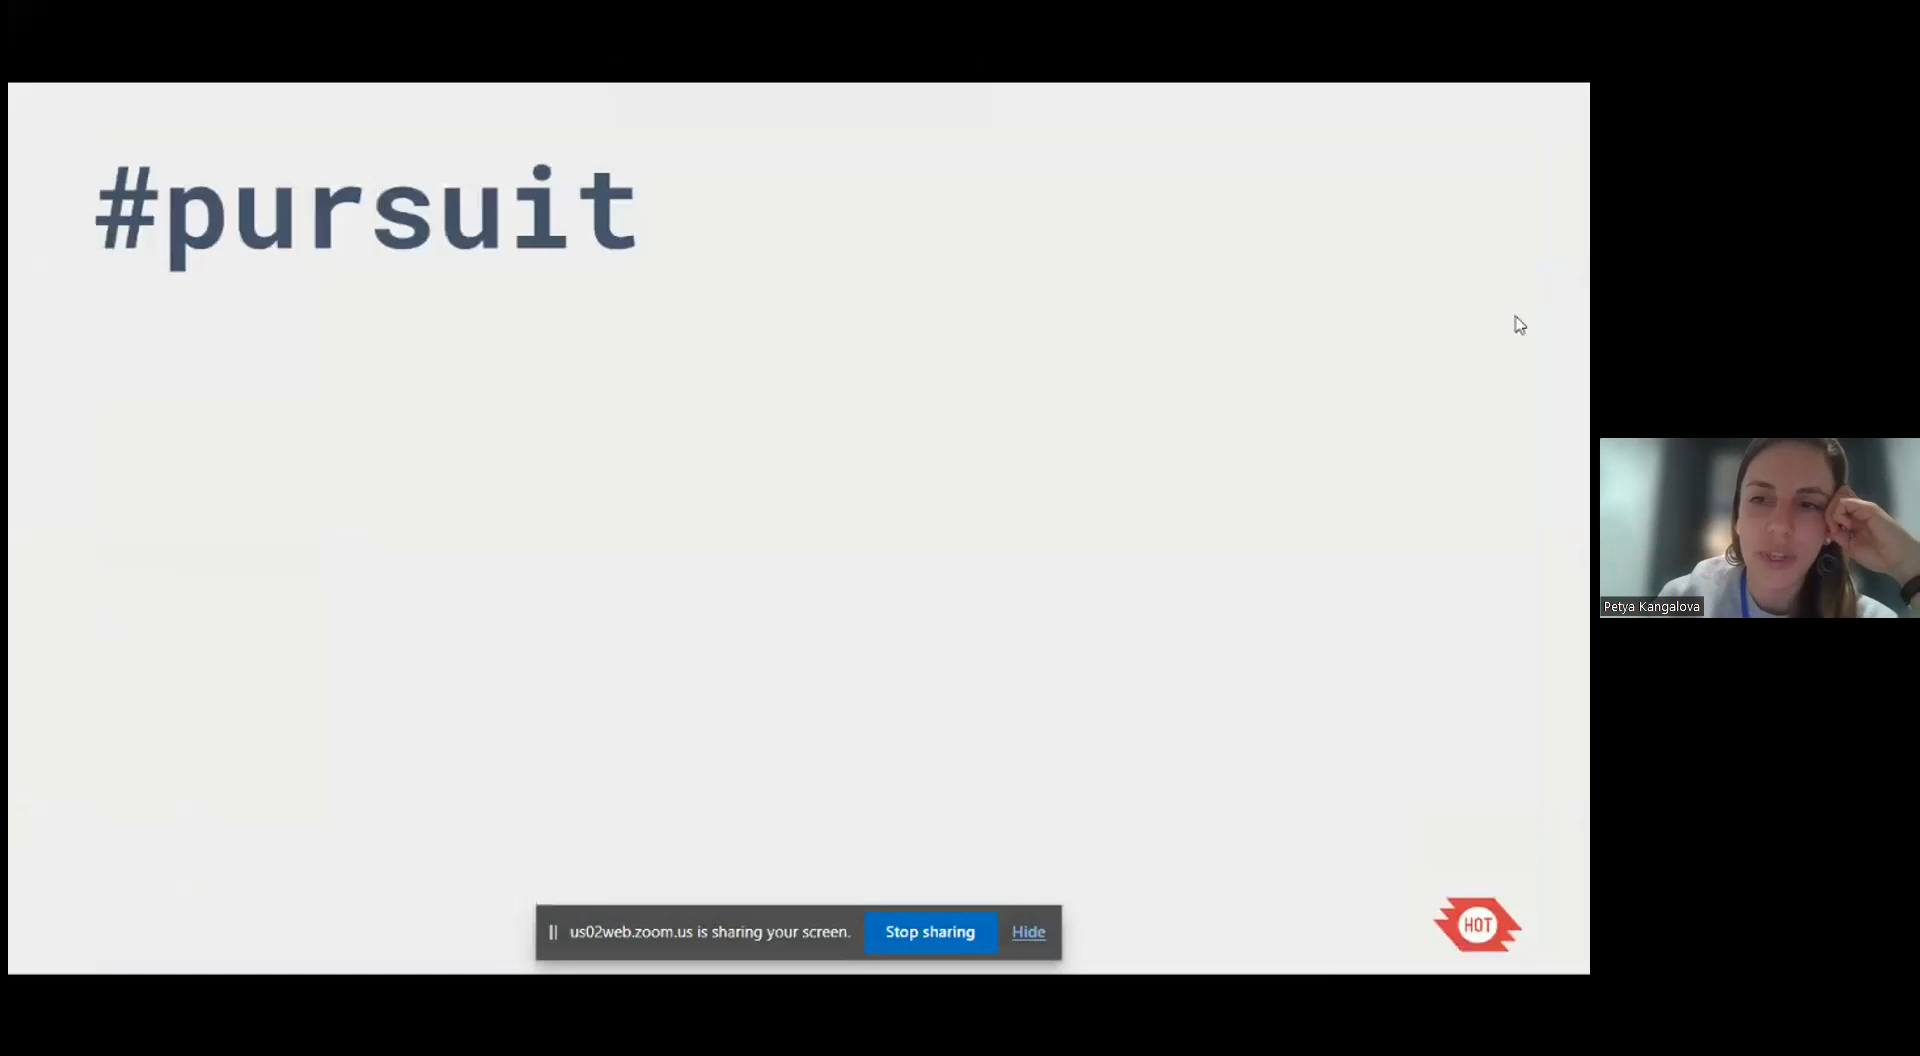 #pursuit
Petya Kangalova
us02web.zoom.us is sharing your screen. Stop sharing Hide
HOT